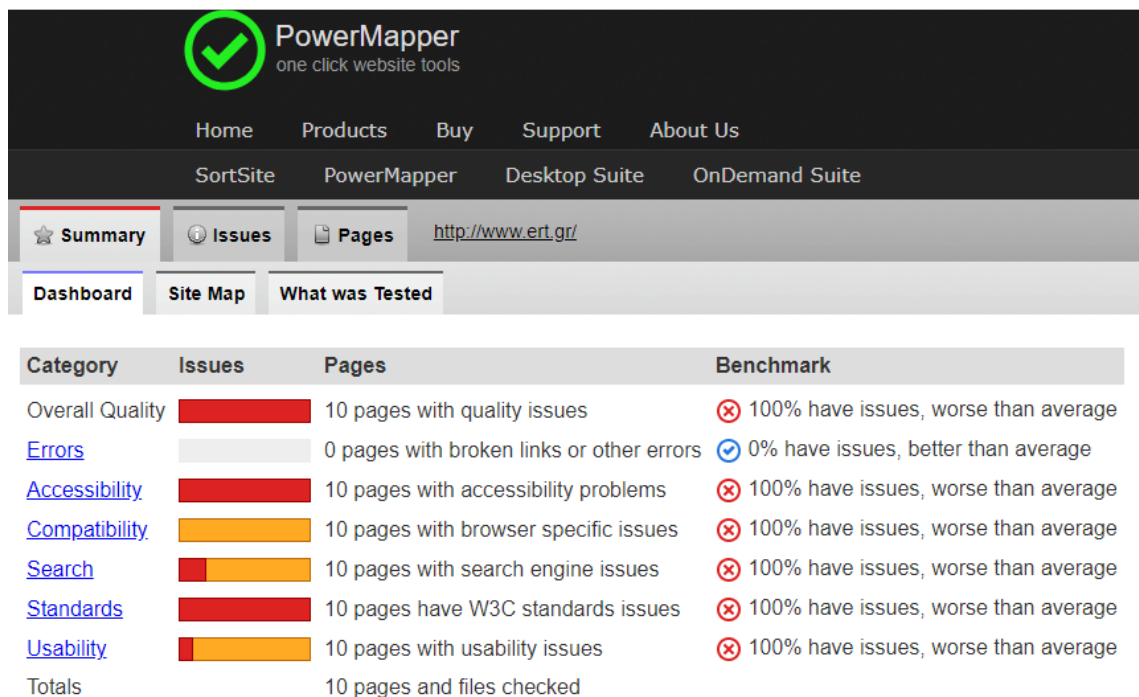 PowerMapper
one click website tools
Home Products Buy Support About Us
SortSite PowerMapper Desktop Suite OnDemand Suite
Summary Issues Pages http://www.ert.gr/
Dashboard Site Map What was Tested
Category Issues Pages Benchmark
Overall Quality 10 pages with quality issues 100% have issues, worse than average
Errors 0 pages with broken links or other errors 0% have issues, better than average
Accessibility 10 pages with accessibility problems 100% have issues, worse than average
Compatibility 10 pages with browser specific issues 100% have issues, worse than average
Search 10 pages with search engine issues 100% have issues, worse than average
Standards 10 pages have W3C standards issues 100% have issues, worse than average
Usability 10 pages with usability issues 100% have issues, worse than average
Totals 10 pages and files checked